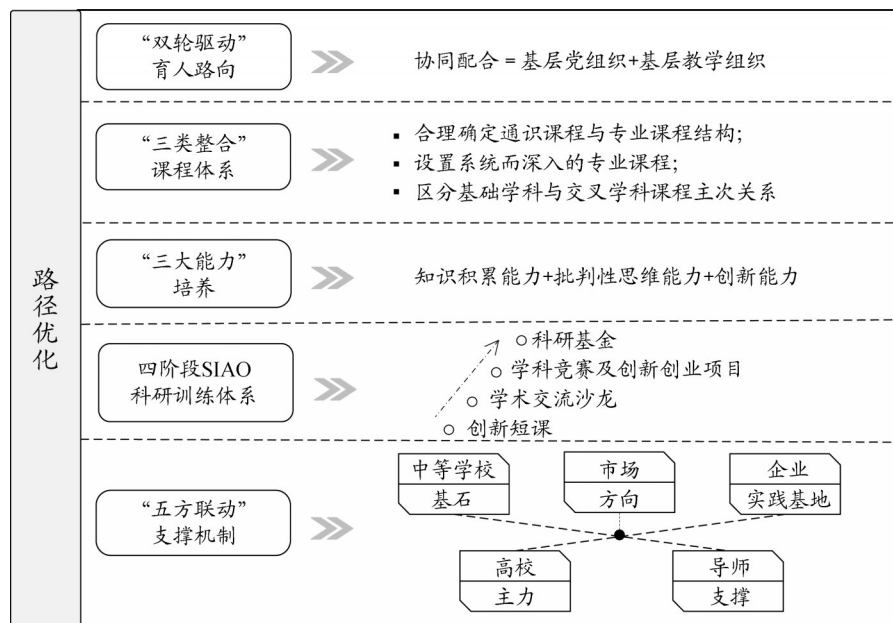 路径优化
“双轮驱动”
育人路向
协同配合 = 基层党组织+基层教学组织
“三类整合”
课程体系
▪ 合理确定通识课程与专业课程结构;
▪ 设置系统而深入的专业课程;
▪ 区分基础学科与交叉学科课程主次关系
“三大能力”
培养
知识积累能力+批判性思维能力+创新能力
四阶段SIAO
科研训练体系
科研基金
学科竞赛及创新创业项目
学术交流沙龙
创新短课
“五方联动”
支撑机制
中等学校
基石
市场
方向
企业
实践基地
高校
主力
导师
支撑